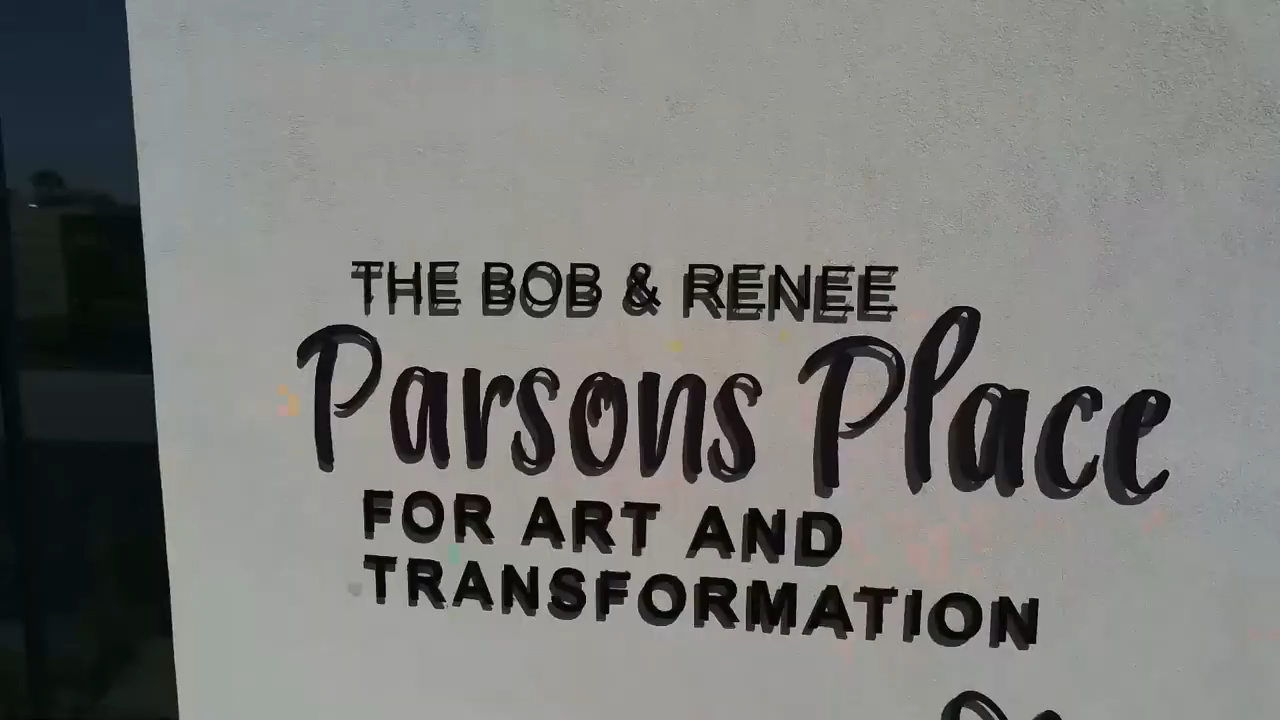 THE BOB & RENEE
Parsons Place
FOR ART AND
TRANSFORMATION